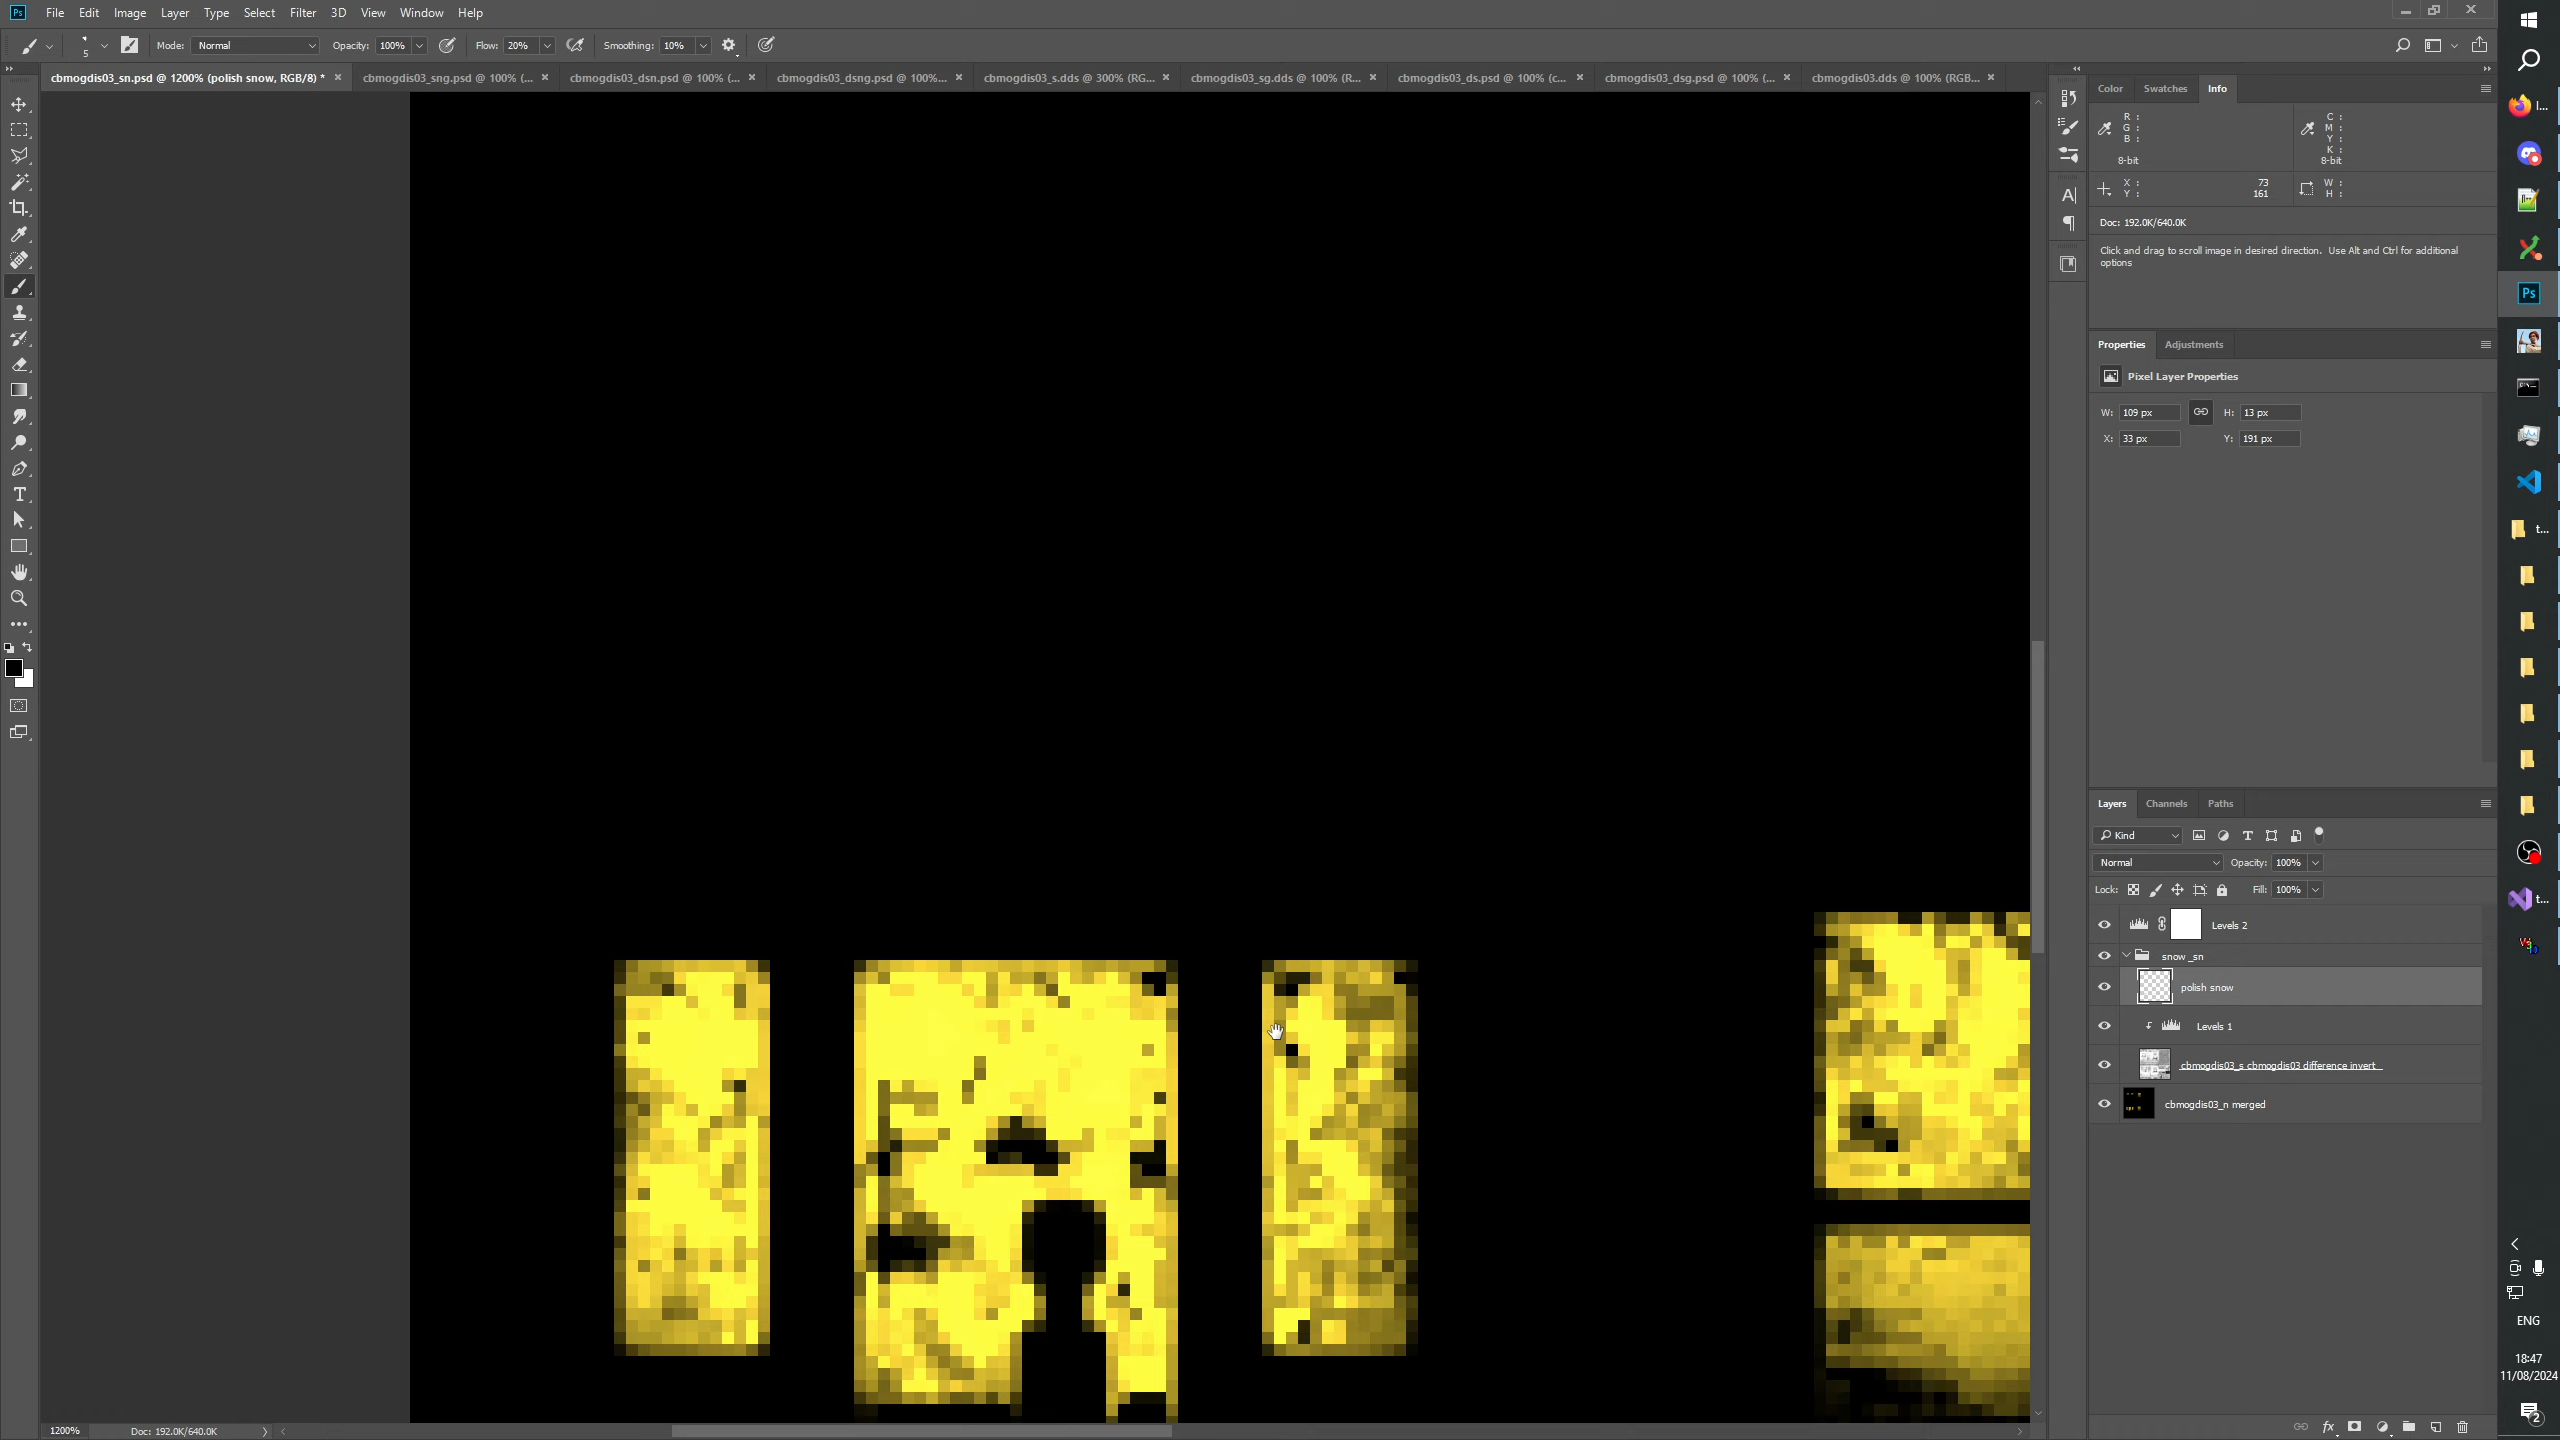 Ps File Edit Image Layer Type Select Filter 3D View Window Help
5 Mode: Normal Opacity: 100% Flow: 20% Smoothing: 10%
cbmogdis03_sn.psd @ 1200% (polish snow, RGB/8) * × cbmogdis03_sng.psd @ 100% (... × cbmogdis03_dsn.psd @ 100% (... × cbmogdis03_dsng.psd @ 100%... × cbmogdis03_s.dds @ 300% (RG... × cbmogdis03_sg.dds @ 100% (R... × cbmogdis03_ds.psd @ 100% (c... × cbmogdis03_dsg.psd @ 100% (... × cbmogdis03.dds @ 100% (RGB... ×
Color Swatches Info
R : C :
G : M :
B : Y :
K :
8-bit 8-bit
X : 73 W :
Y : 161 H :
Doc: 192.0K/640.0K
Click and drag to scroll image in desired direction. Use Alt and Ctrl for additional
options
Properties Adjustments
Pixel Layer Properties
W: 109 px H: 13 px
X: 33 px Y: 191 px
Layers Channels Paths
Kind
Normal Opacity: 100%
Lock: Fill: 100%
Levels 2
snow _sn
polish snow
Levels 1
cbmogdis03_s cbmogdis03 difference invert
cbmogdis03_n merged
1200% Doc: 192.0K/640.0K
I...
Ps
t...
t...
ENG
18:47
11/08/2024
2